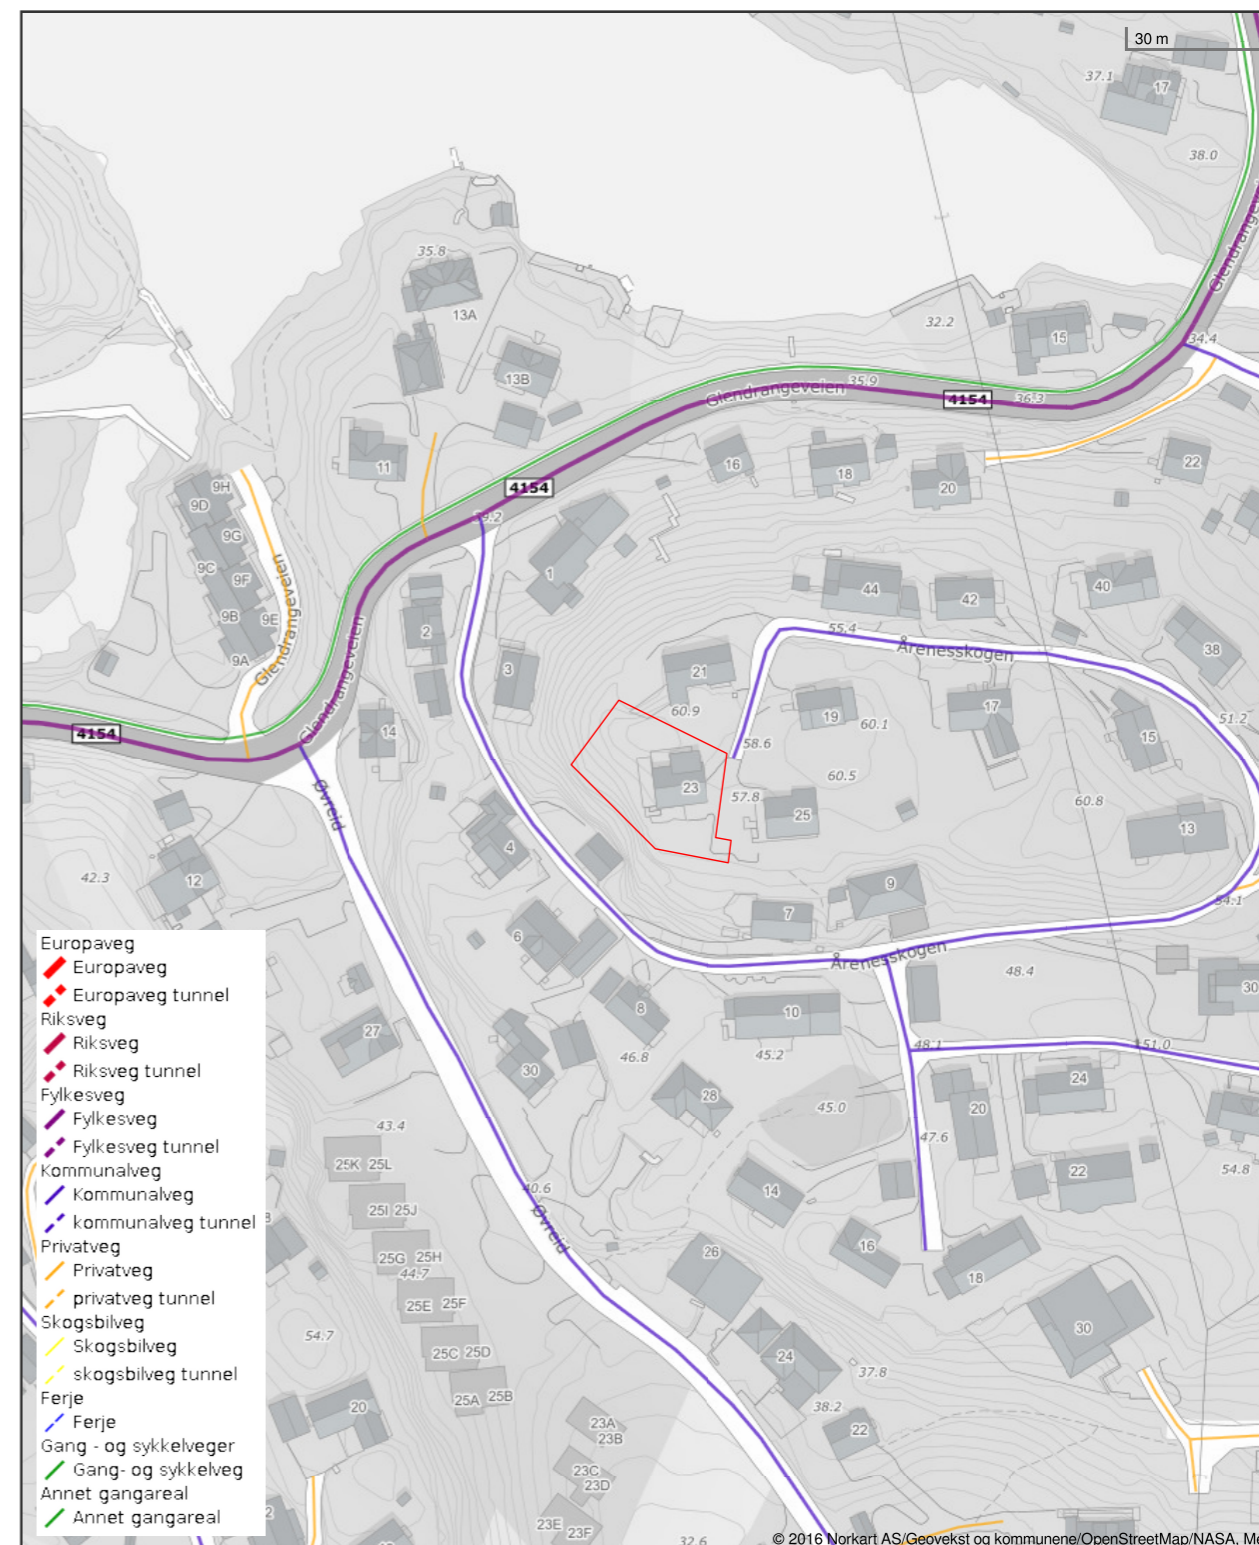 30 m
37.1
17
38.0
Glendrangeveien
35.8
13A
32.2
15
34.4
13B
Glendrangeveien
35.9
4154
36.3
11
16
18
20
22
4154
39.2
9H
9D
9G
9C
9F
9B
9E
9A
Glendrangeveien
1
44
42
40
2
55.4
Årenesskogen
38
3
21
Glendrangeveien
60.9
19
60.1
17
51.2
4154
14
58.6
15
Øvreid
23
57.8
60.5
25
60.8
13
4
42.3
12
9
54.1
7
6
Årenesskogen
48.4
30
8
10
27
46.8
45.2
48.1
51.0
30
28
45.0
24
20
43.4
47.6
54.8
25K 25L
22
14
40.6
25I 25J
Øvreid
16
26
25G 25H
44.7
18
25E 25F
54.7
30
25C 25D
24
37.8
25A 25B
38.2
20
23A
23B
22
23C
23D
23E
23F
32.6
Europaveg
Europaveg
Europaveg tunnel
Riksveg
Riksveg
Riksveg tunnel
Fylkesveg
Fylkesveg
Fylkesveg tunnel
Kommunalveg
Kommunalveg
kommunalveg tunnel
Privatveg
Privatveg
privatveg tunnel
Skogsbilveg
Skogsbilveg
skogsbilveg tunnel
Ferje
Ferje
Gang - og sykkelveger
Gang- og sykkelveg
Annet gangareal
Annet gangareal
© 2016 Norkart AS/Geovekst og kommunene/OpenStreetMap/NASA,